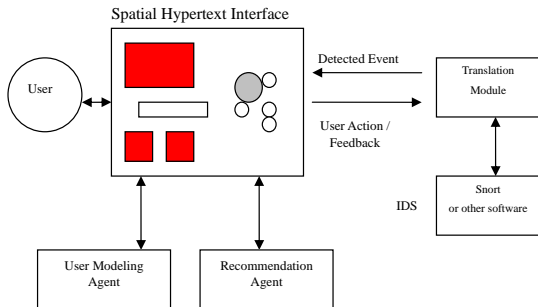 Spatial Hypertext Interface
User
Detected Event
User Action /
Feedback
Translation
Module
IDS
Snort
or other software
User Modeling
Agent
Recommendation
Agent